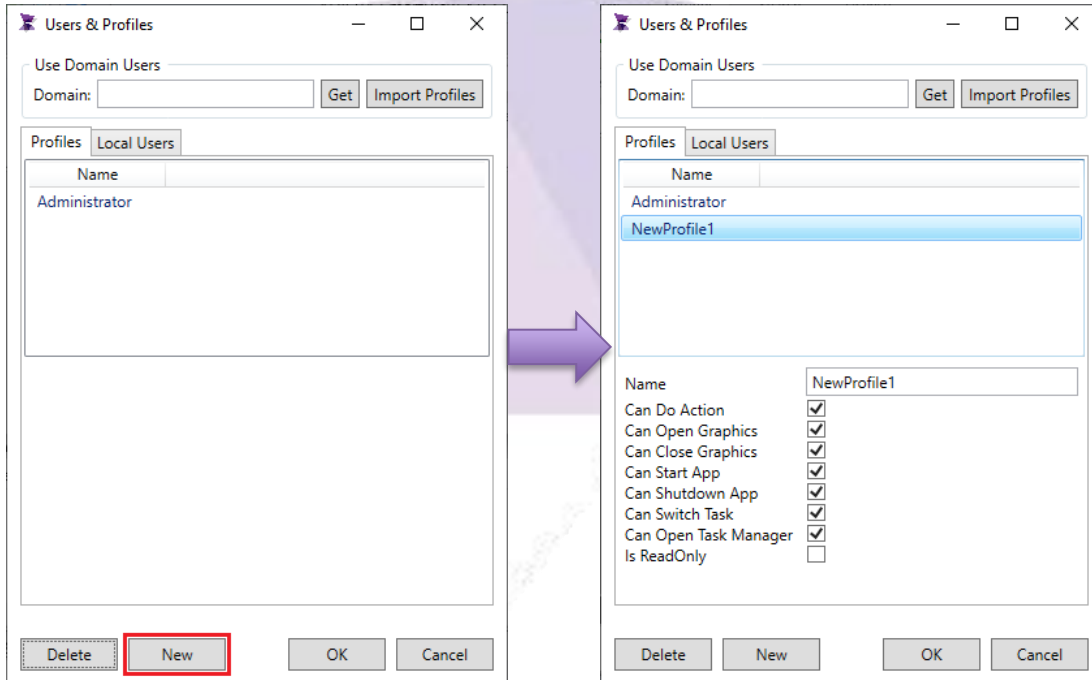 Users & Profiles
Use Domain Users
Domain: Get Import Profiles
Profiles Local Users
Name
Administrator
Delete New OK Cancel
Users & Profiles
Use Domain Users
Domain: Get Import Profiles
Profiles Local Users
Name
Administrator
NewProfile1
Name NewProfile1
Can Do Action
Can Open Graphics
Can Close Graphics
Can Start App
Can Shutdown App
Can Switch Task
Can Open Task Manager
Is ReadOnly
Delete New OK Cancel